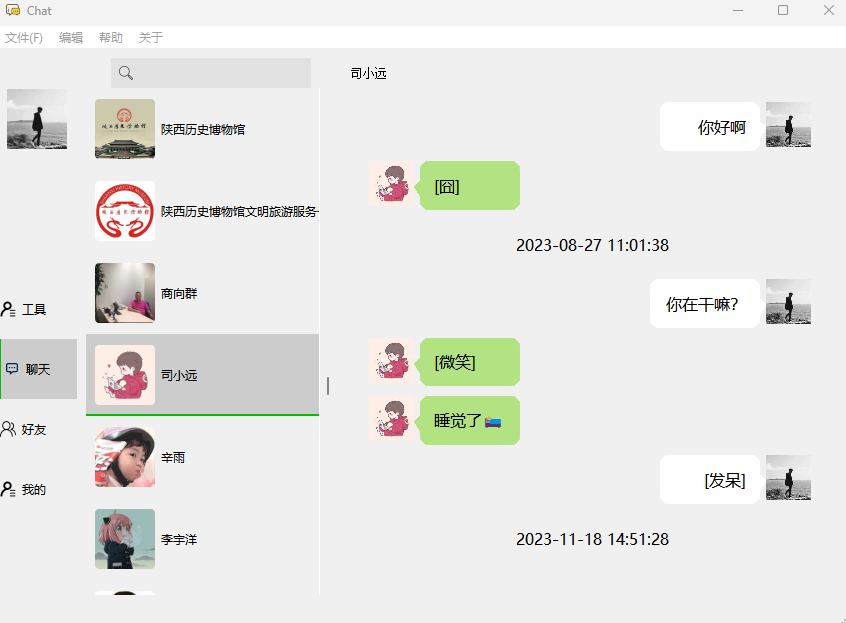 Chat
文件(F) 编辑 帮助 关于
工具
聊天
好友
我的
陕西历史博物馆
陕西历史博物馆文明旅游服务
商向群
司小远
辛雨
李宇洋
司小远
你好啊
[囧]
2023-08-27 11:01:38
你在干嘛?
[微笑]
睡觉了🛌
[发呆]
2023-11-18 14:51:28